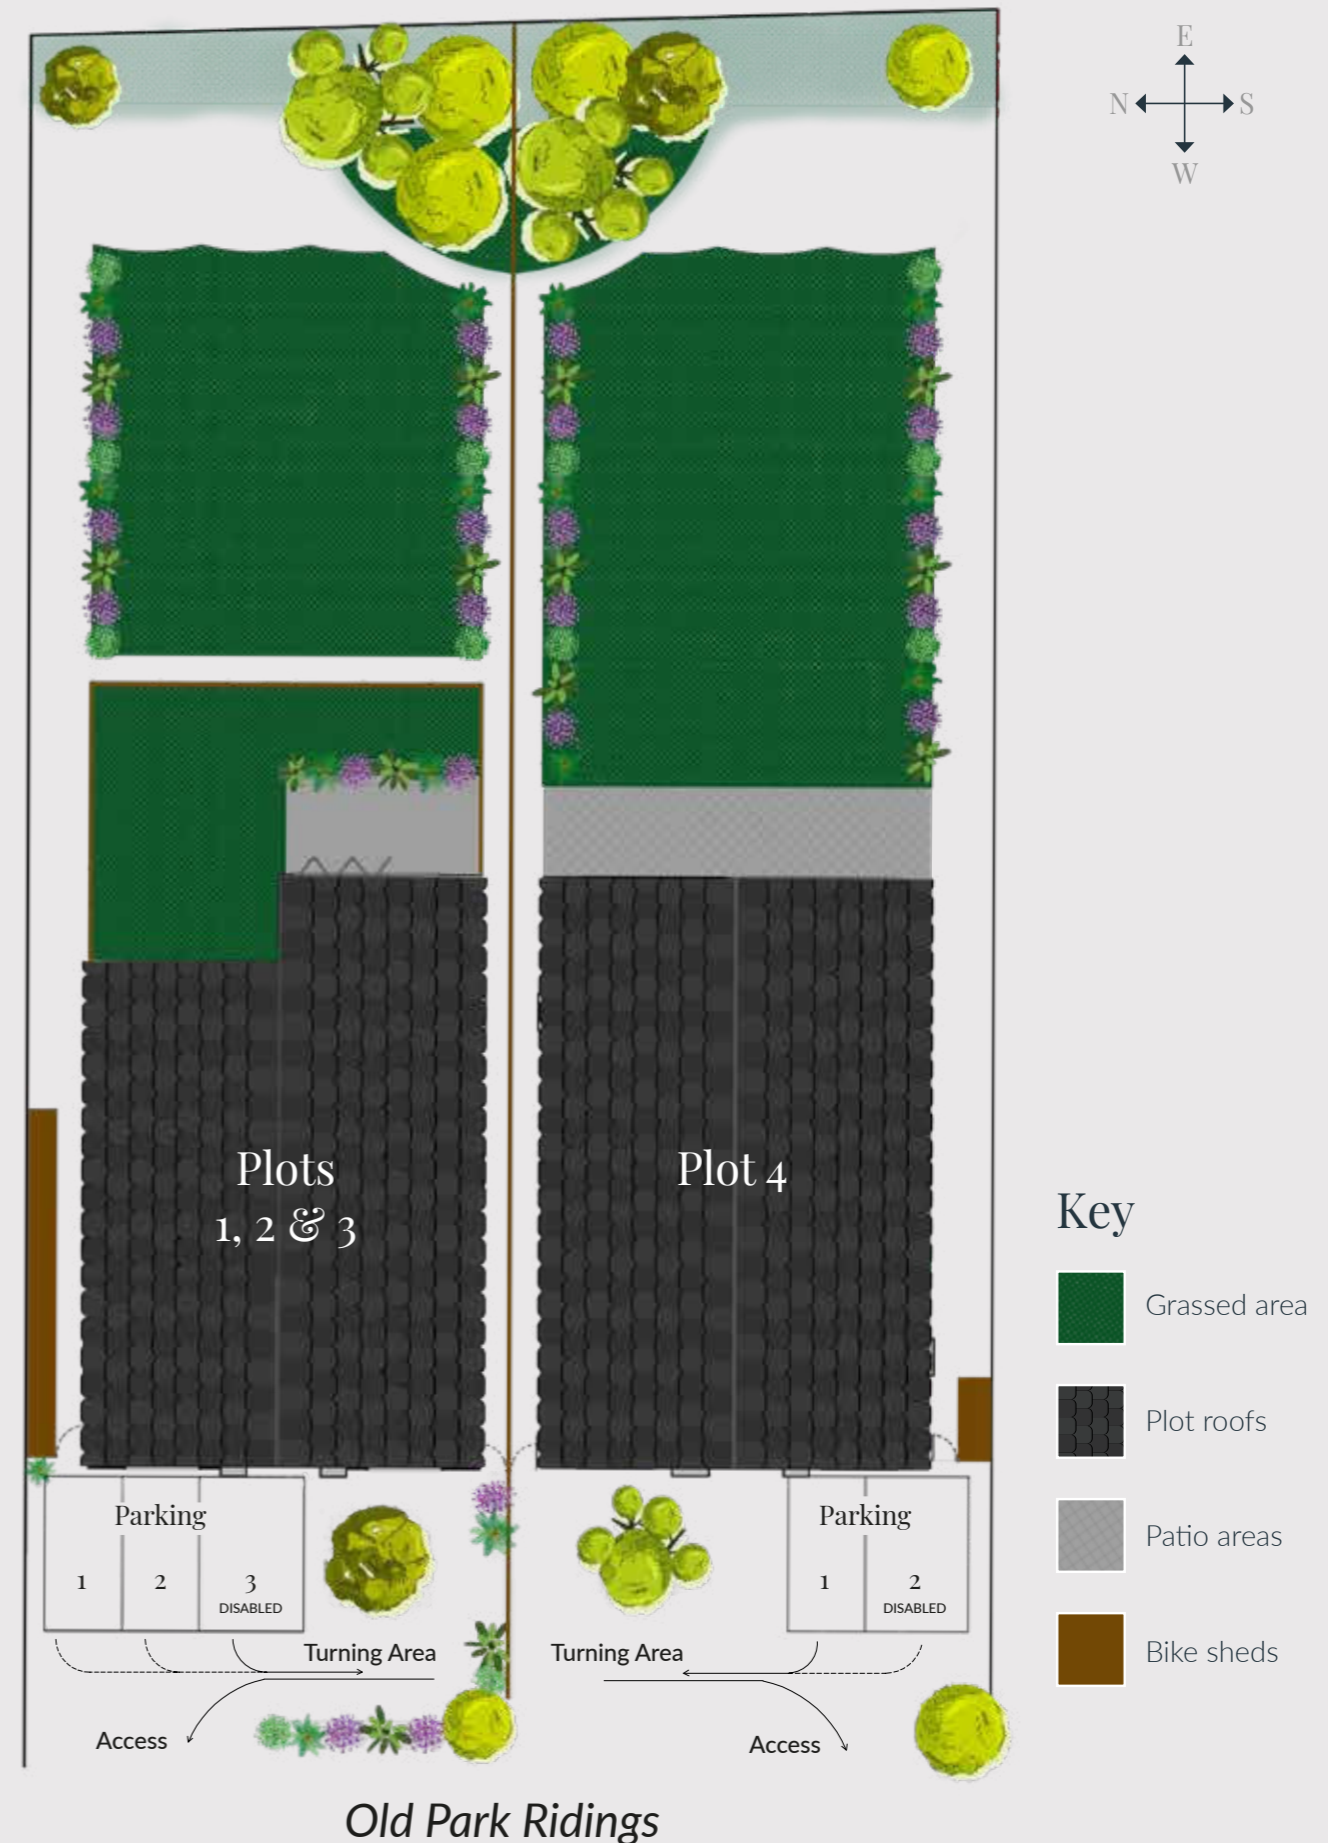 E
N S
W
Plots
1, 2 & 3
Plot 4
Key
Grassed area
Plot roofs
Patio areas
Bike sheds
Parking
1 2 3
DISABLED
Parking
1 2
DISABLED
Turning Area
Turning Area
Access
Access
Old Park Ridings